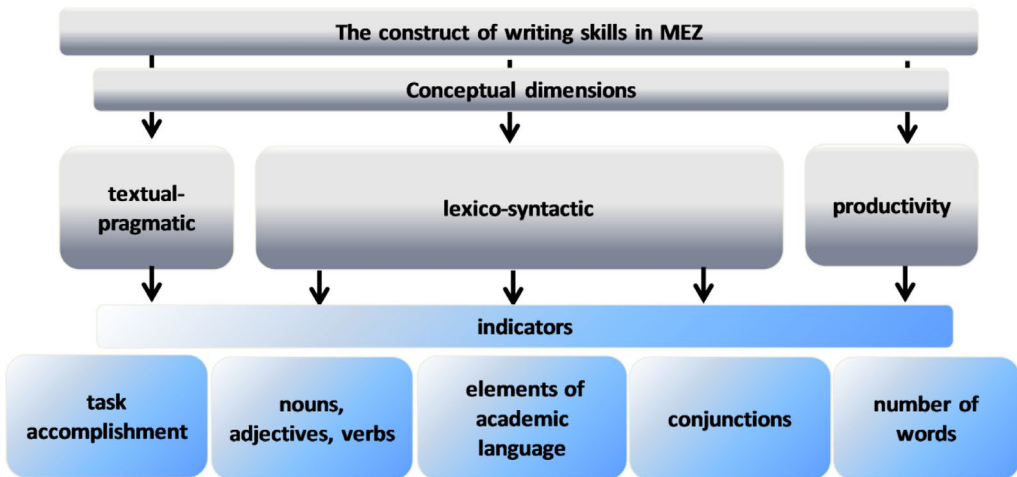 The construct of writing skills in MEZ
Conceptual dimensions
textual-
pragmatic
lexico-syntactic
productivity
indicators
task
accomplishment
nouns,
adjectives, verbs
elements of
academic
language
conjunctions
number of
words